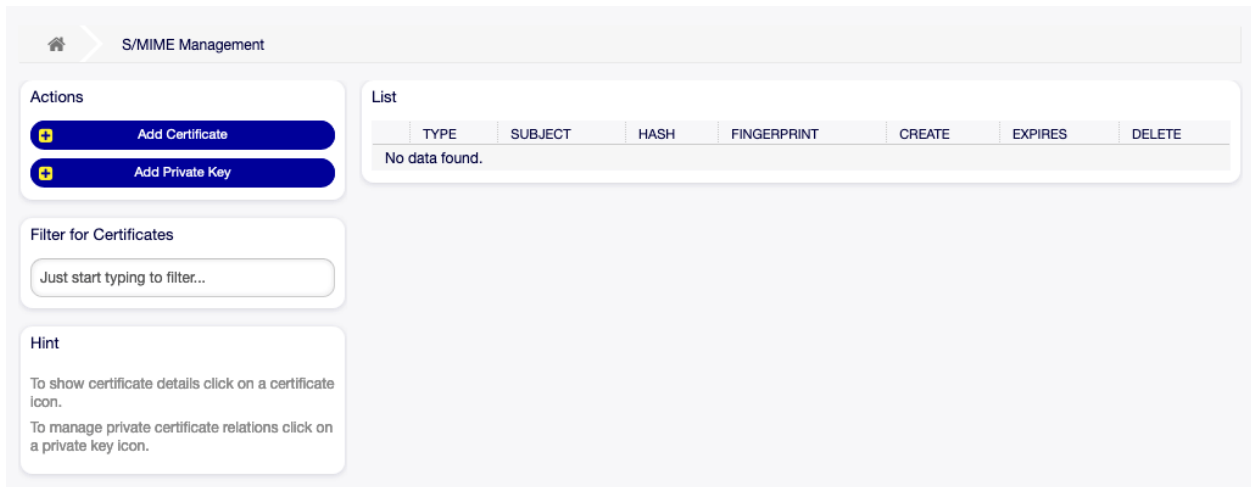 S/MIME Management
Actions
Add Certificate
Add Private Key
Filter for Certificates
Just start typing to filter...
Hint
To show certificate details click on a certificate
icon.
To manage private certificate relations click on
a private key icon.
List
TYPE SUBJECT HASH FINGERPRINT CREATE EXPIRES DELETE
No data found.